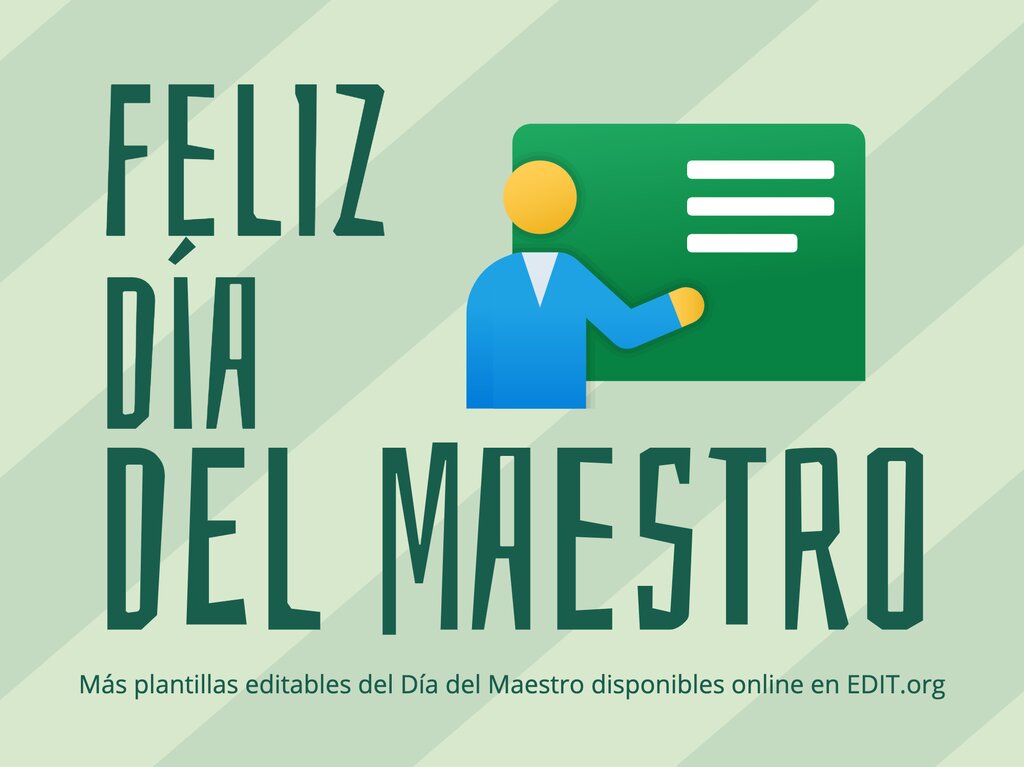 FELIZ
DÍA
DEL MAESTRO
Más plantillas editables del Día del Maestro disponibles online en EDIT.org